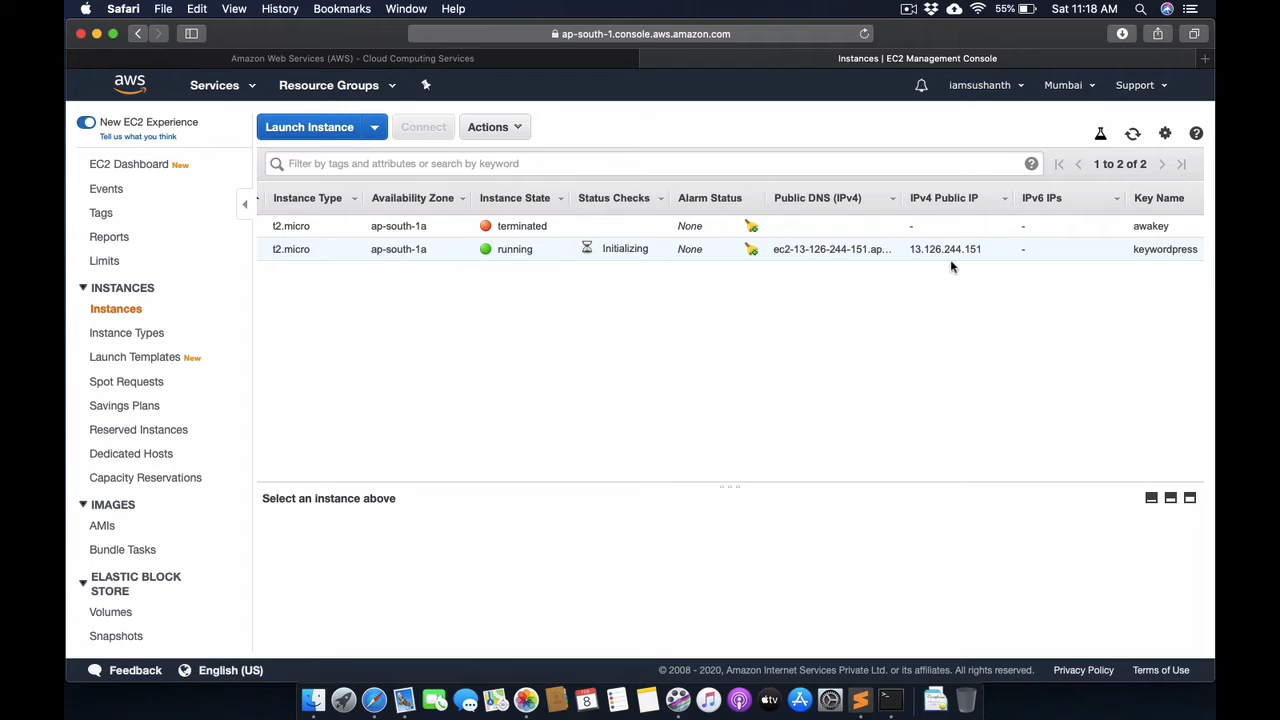 Safari File Edit View History Bookmarks Window Help 55% Sat 11:18 AM
ap-south-1.console.aws.amazon.com
Amazon Web Services (AWS) - Cloud Computing Services
Instances | EC2 Management Console
aws Services Resource Groups iamsushanth Mumbai Support
New EC2 Experience
Tell us what you think
EC2 Dashboard New
Events
Tags
Reports
Limits
INSTANCES
Instances
Instance Types
Launch Templates New
Spot Requests
Savings Plans
Reserved Instances
Dedicated Hosts
Capacity Reservations
IMAGES
AMIs
Bundle Tasks
ELASTIC BLOCK
STORE
Volumes
Snapshots
Launch Instance Connect Actions
Filter by tags and attributes or search by keyword
1 to 2 of 2
Instance Type Availability Zone Instance State Status Checks Alarm Status Public DNS (IPv4) IPv4 Public IP IPv6 IPs Key Name
t2.micro ap-south-1a terminated None - - awakey
t2.micro ap-south-1a running Initializing None ec2-13-126-244-151.ap... 13.126.244.151 - keywordpress
Select an instance above
Feedback English (US) © 2008 - 2020, Amazon Internet Services Private Ltd. or its affiliates. All rights reserved. Privacy Policy Terms of Use
FEB
8
tv